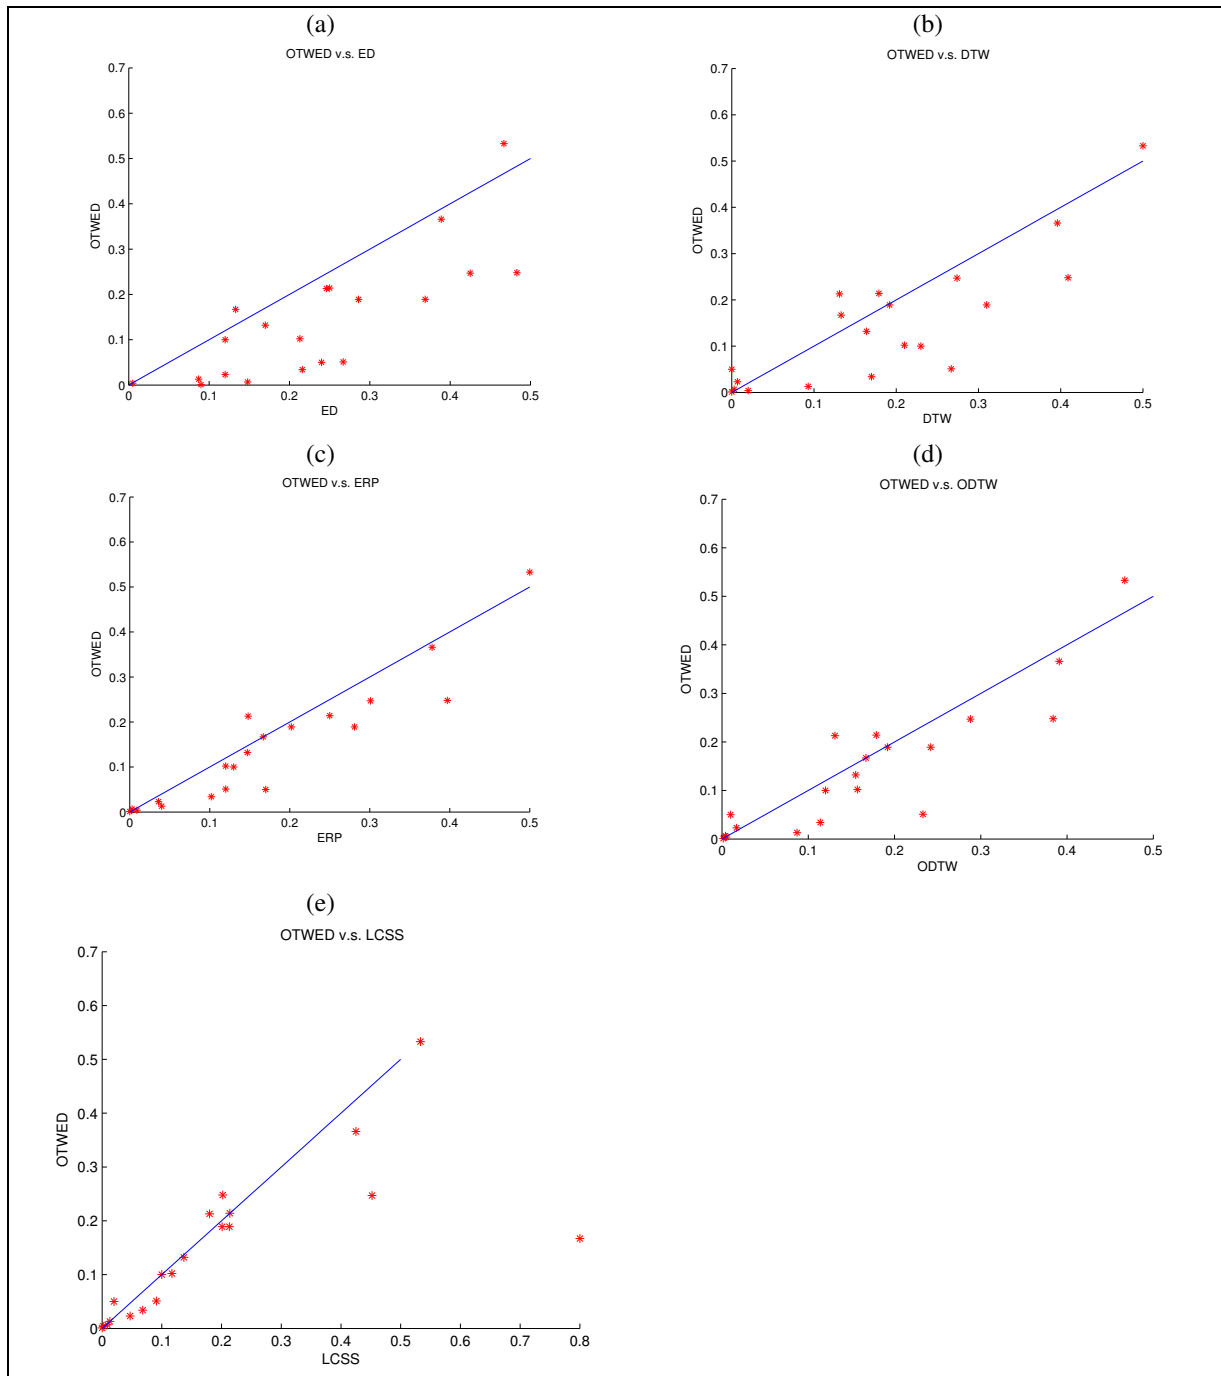 (a)
OTWED v.s. ED
0.7
0.6
0.5
0.4
0.3
0.2
0.1
0
OTWED
0.1 0.2 0.3 0.4 0.5
ED
(b)
OTWED v.s. DTW
0.7
0.6
0.5
0.4
0.3
0.2
0.1
0
OTWED
0 0.1 0.2 0.3 0.4 0.5
DTW
(c)
OTWED v.s. ERP
0.7
0.6
0.5
0.4
0.3
0.2
0.1
0
OTWED
0 0.1 0.2 0.3 0.4 0.5
ERP
(d)
OTWED v.s. ODTW
0.7
0.6
0.5
0.4
0.3
0.2
0.1
0
OTWED
0 0.1 0.2 0.3 0.4 0.5
ODTW
(e)
OTWED v.s. LCSS
0.7
0.6
0.5
0.4
0.3
0.2
0.1
0
OTWED
0 0.1 0.2 0.3 0.4 0.5 0.6 0.7 0.8
LCSS